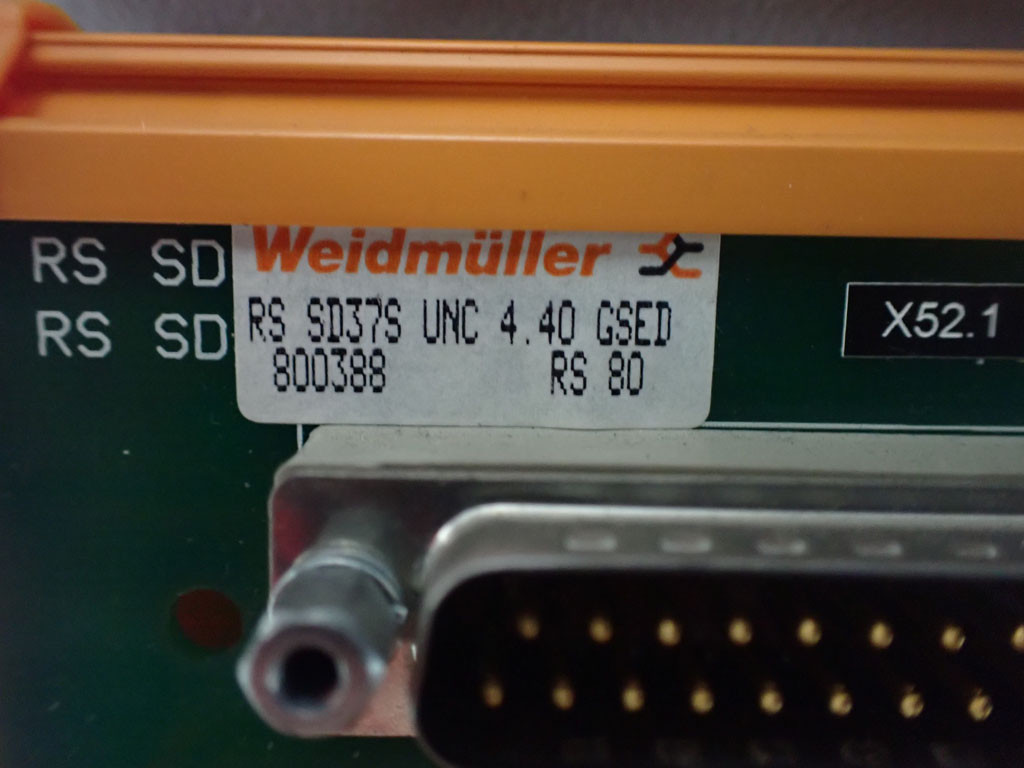 Weidmüller
RS SD
RS SD
RS SD37S UNC 4.40 GSED
800388 RS 80
X52.1